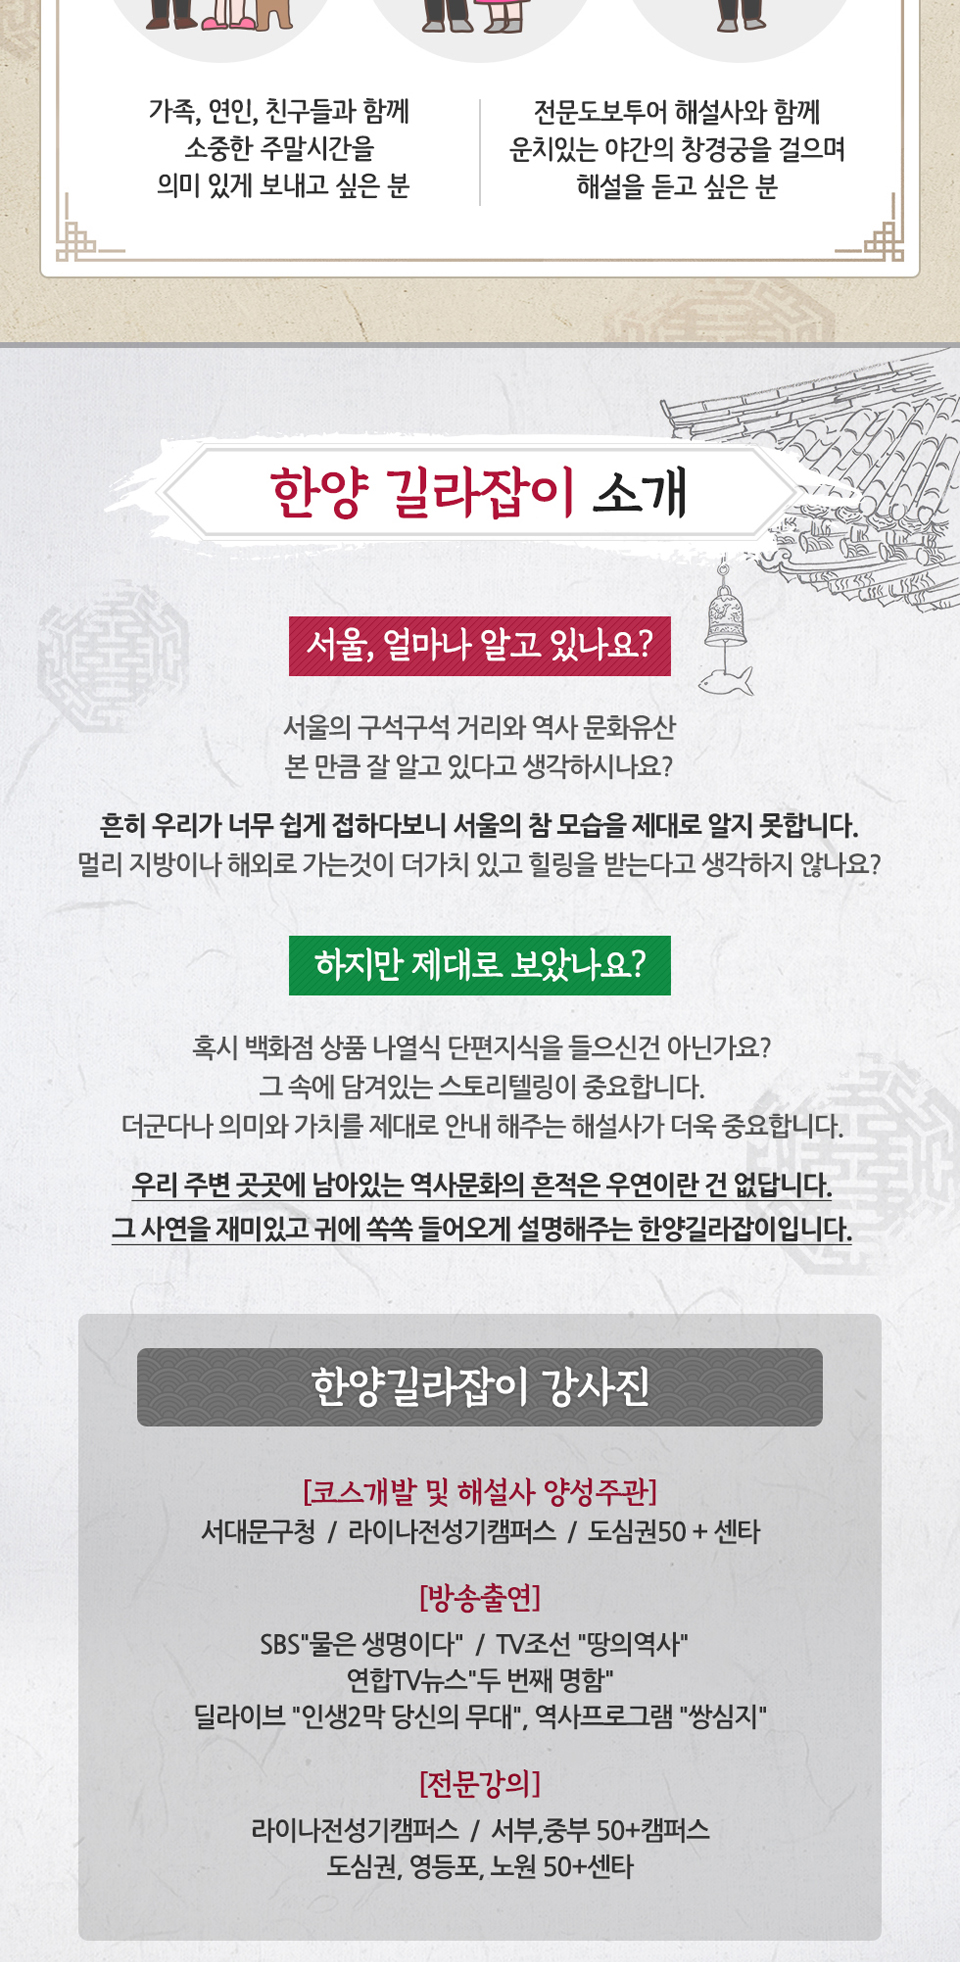 가족, 연인, 친구들과 함께
소중한 주말시간을
의미 있게 보내고 싶은 분
전문도보투어 해설사와 함께
운치있는 야간의 창경궁을 걸으며
해설을 듣고 싶은 분
한양 길라잡이 소개
서울, 얼마나 알고 있나요?
서울의 구석구석 거리와 역사 문화유산
본 만큼 잘 알고 있다고 생각하시나요?
흔히 우리가 너무 쉽게 접하다보니 서울의 참 모습을 제대로 알지 못합니다.
멀리 지방이나 해외로 가는것이 더가치 있고 힐링을 받는다고 생각하지 않나요?
하지만 제대로 보았나요?
혹시 백화점 상품 나열식 단편지식을 들으신건 아닌가요?
그 속에 담겨있는 스토리텔링이 중요합니다.
더군다나 의미와 가치를 제대로 안내 해주는 해설사가 더욱 중요합니다.
우리 주변 곳곳에 남아있는 역사문화의 흔적은 우연이란 건 없답니다.
그 사연을 재미있고 귀에 쏙쏙 들어오게 설명해주는 한양길라잡이입니다.
한양길라잡이 강사진
[코스개발 및 해설사 양성주관]
서대문구청 / 라이나전성기캠퍼스 / 도심권50 + 센타
[방송출연]
SBS"물은 생명이다" / TV조선 "땅의역사"
연합TV뉴스"두 번째 명함"
딜라이브 "인생2막 당신의 무대", 역사프로그램 "쌍심지"
[전문강의]
라이나전성기캠퍼스 / 서부,중부 50+캠퍼스
도심권, 영등포, 노원 50+센타